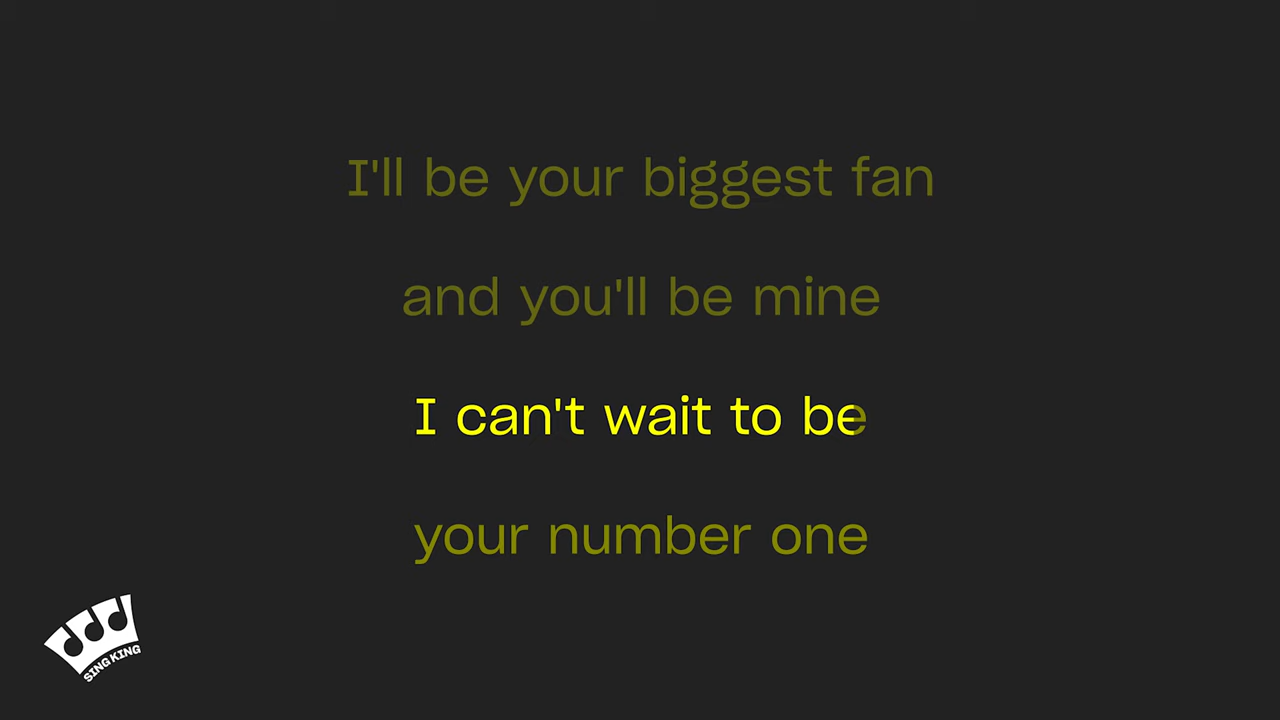 I'll be your biggest fan
and you'll be mine
I can't wait to be
your number one
SING KING